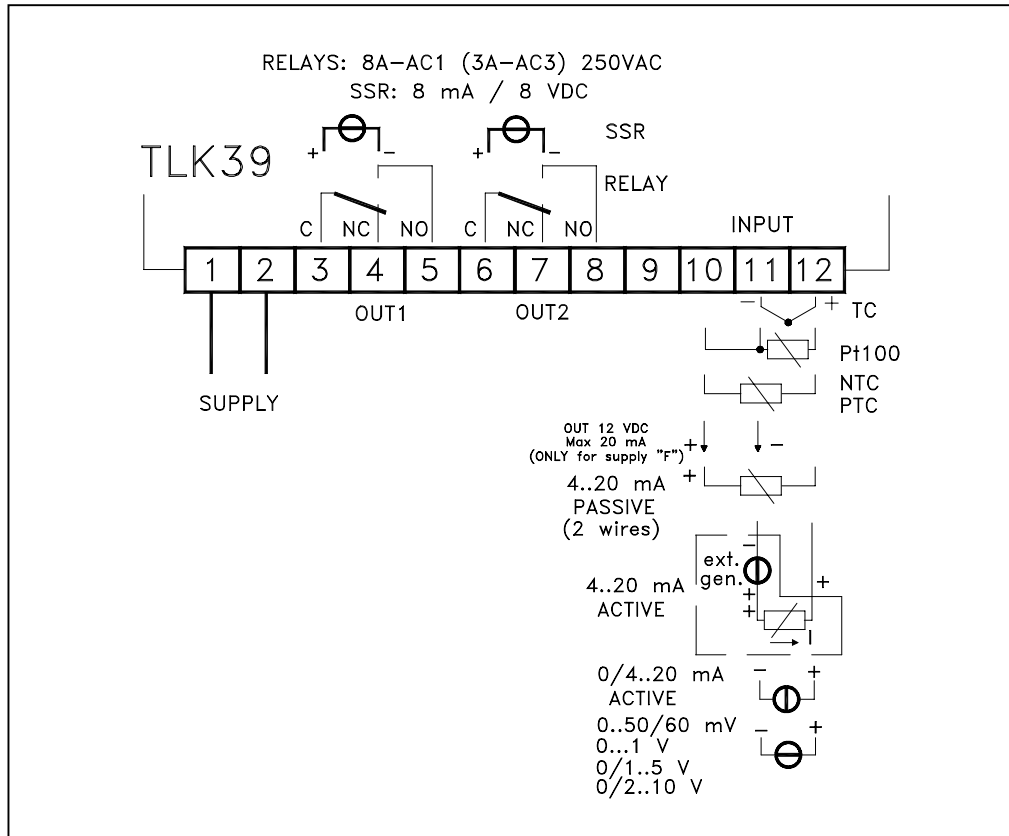 RELAYS: 8A-AC1 (3A-AC3) 250VAC
SSR: 8 mA / 8 VDC
+ - + - SSR
TLK39
RELAY
C NC NO C NC NO INPUT
1 2 3 4 5 6 7 8 9 10 11 12
OUT1 OUT2
- + TC
Pt100
NTC
PTC
SUPPLY
OUT 12 VDC
Max 20 mA
(ONLY for supply "F")
+ -
4..20 mA +
PASSIVE
(2 wires)
-
ext.
gen.
+
4..20 mA
ACTIVE
+
+
I
0/4..20 mA - +
ACTIVE
0..50/60 mV - +
0...1 V
0/1..5 V
0/2..10 V